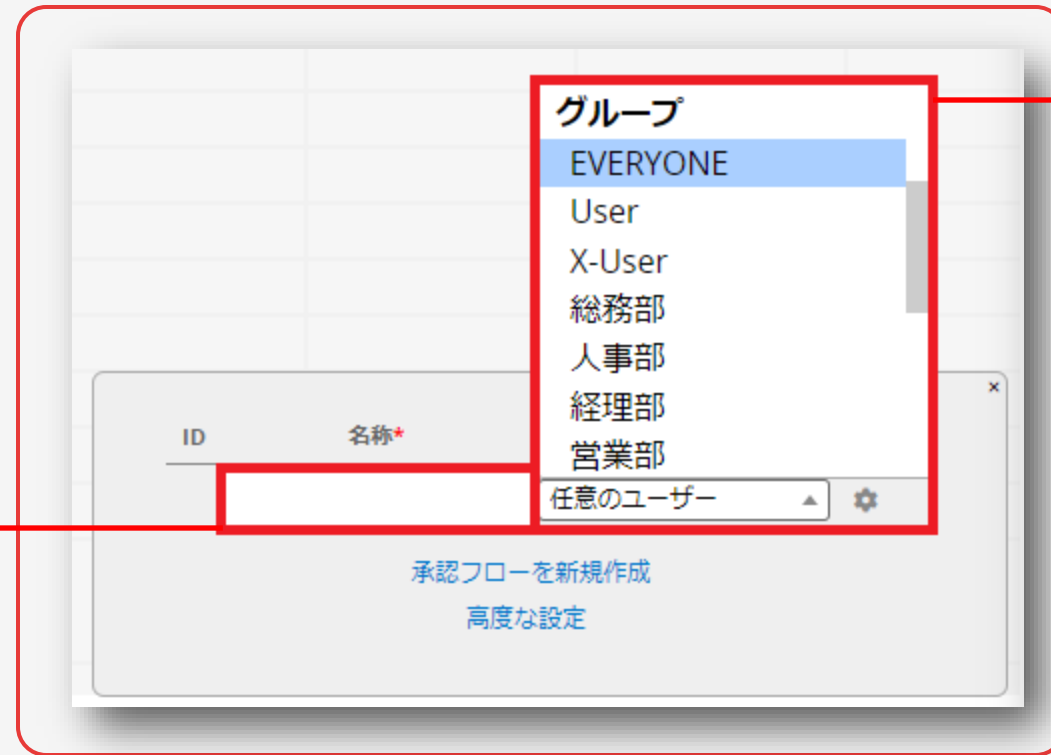 グループ
EVERYONE
User
X-User
総務部
人事部
経理部
営業部
×
ID 名称*
任意のユーザー
承認フローを新規作成
高度な設定